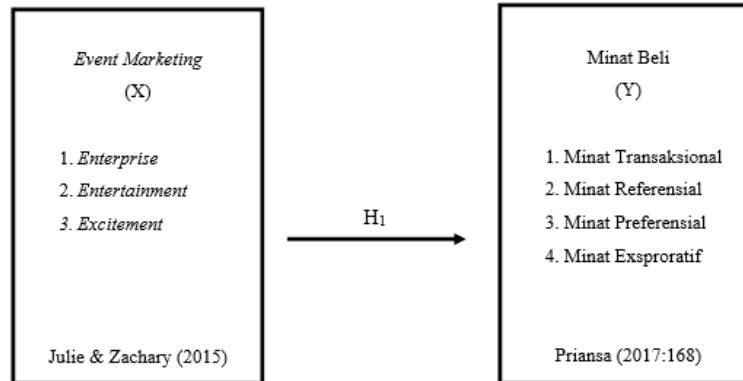 Event Marketing
(X)
1. Enterprise
2. Entertainment
3. Excitement
Julie & Zachary (2015)
H₁
Minat Beli
(Y)
1. Minat Transaksional
2. Minat Referensial
3. Minat Preferensial
4. Minat Exsproratif
Priansa (2017:168)